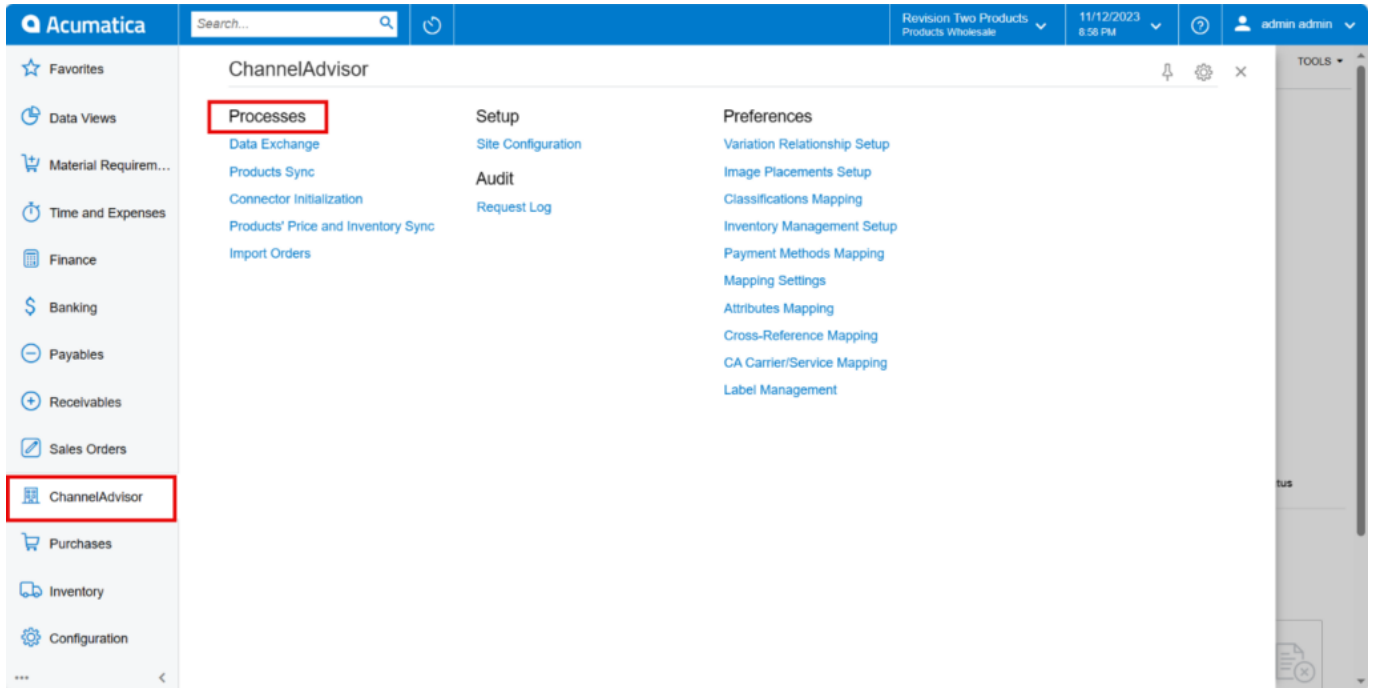 Acumatica
Search...
Revision Two Products
Products Wholesale
11/12/2023
8:58 PM
admin admin
Favorites
Data Views
Material Requirem...
Time and Expenses
Finance
Banking
Payables
Receivables
Sales Orders
ChannelAdvisor
Purchases
Inventory
Configuration
ChannelAdvisor
Processes
Data Exchange
Products Sync
Connector Initialization
Products' Price and Inventory Sync
Import Orders
Setup
Site Configuration
Audit
Request Log
Preferences
Variation Relationship Setup
Image Placements Setup
Classifications Mapping
Inventory Management Setup
Payment Methods Mapping
Mapping Settings
Attributes Mapping
Cross-Reference Mapping
CA Carrier/Service Mapping
Label Management
TOOLS
tus